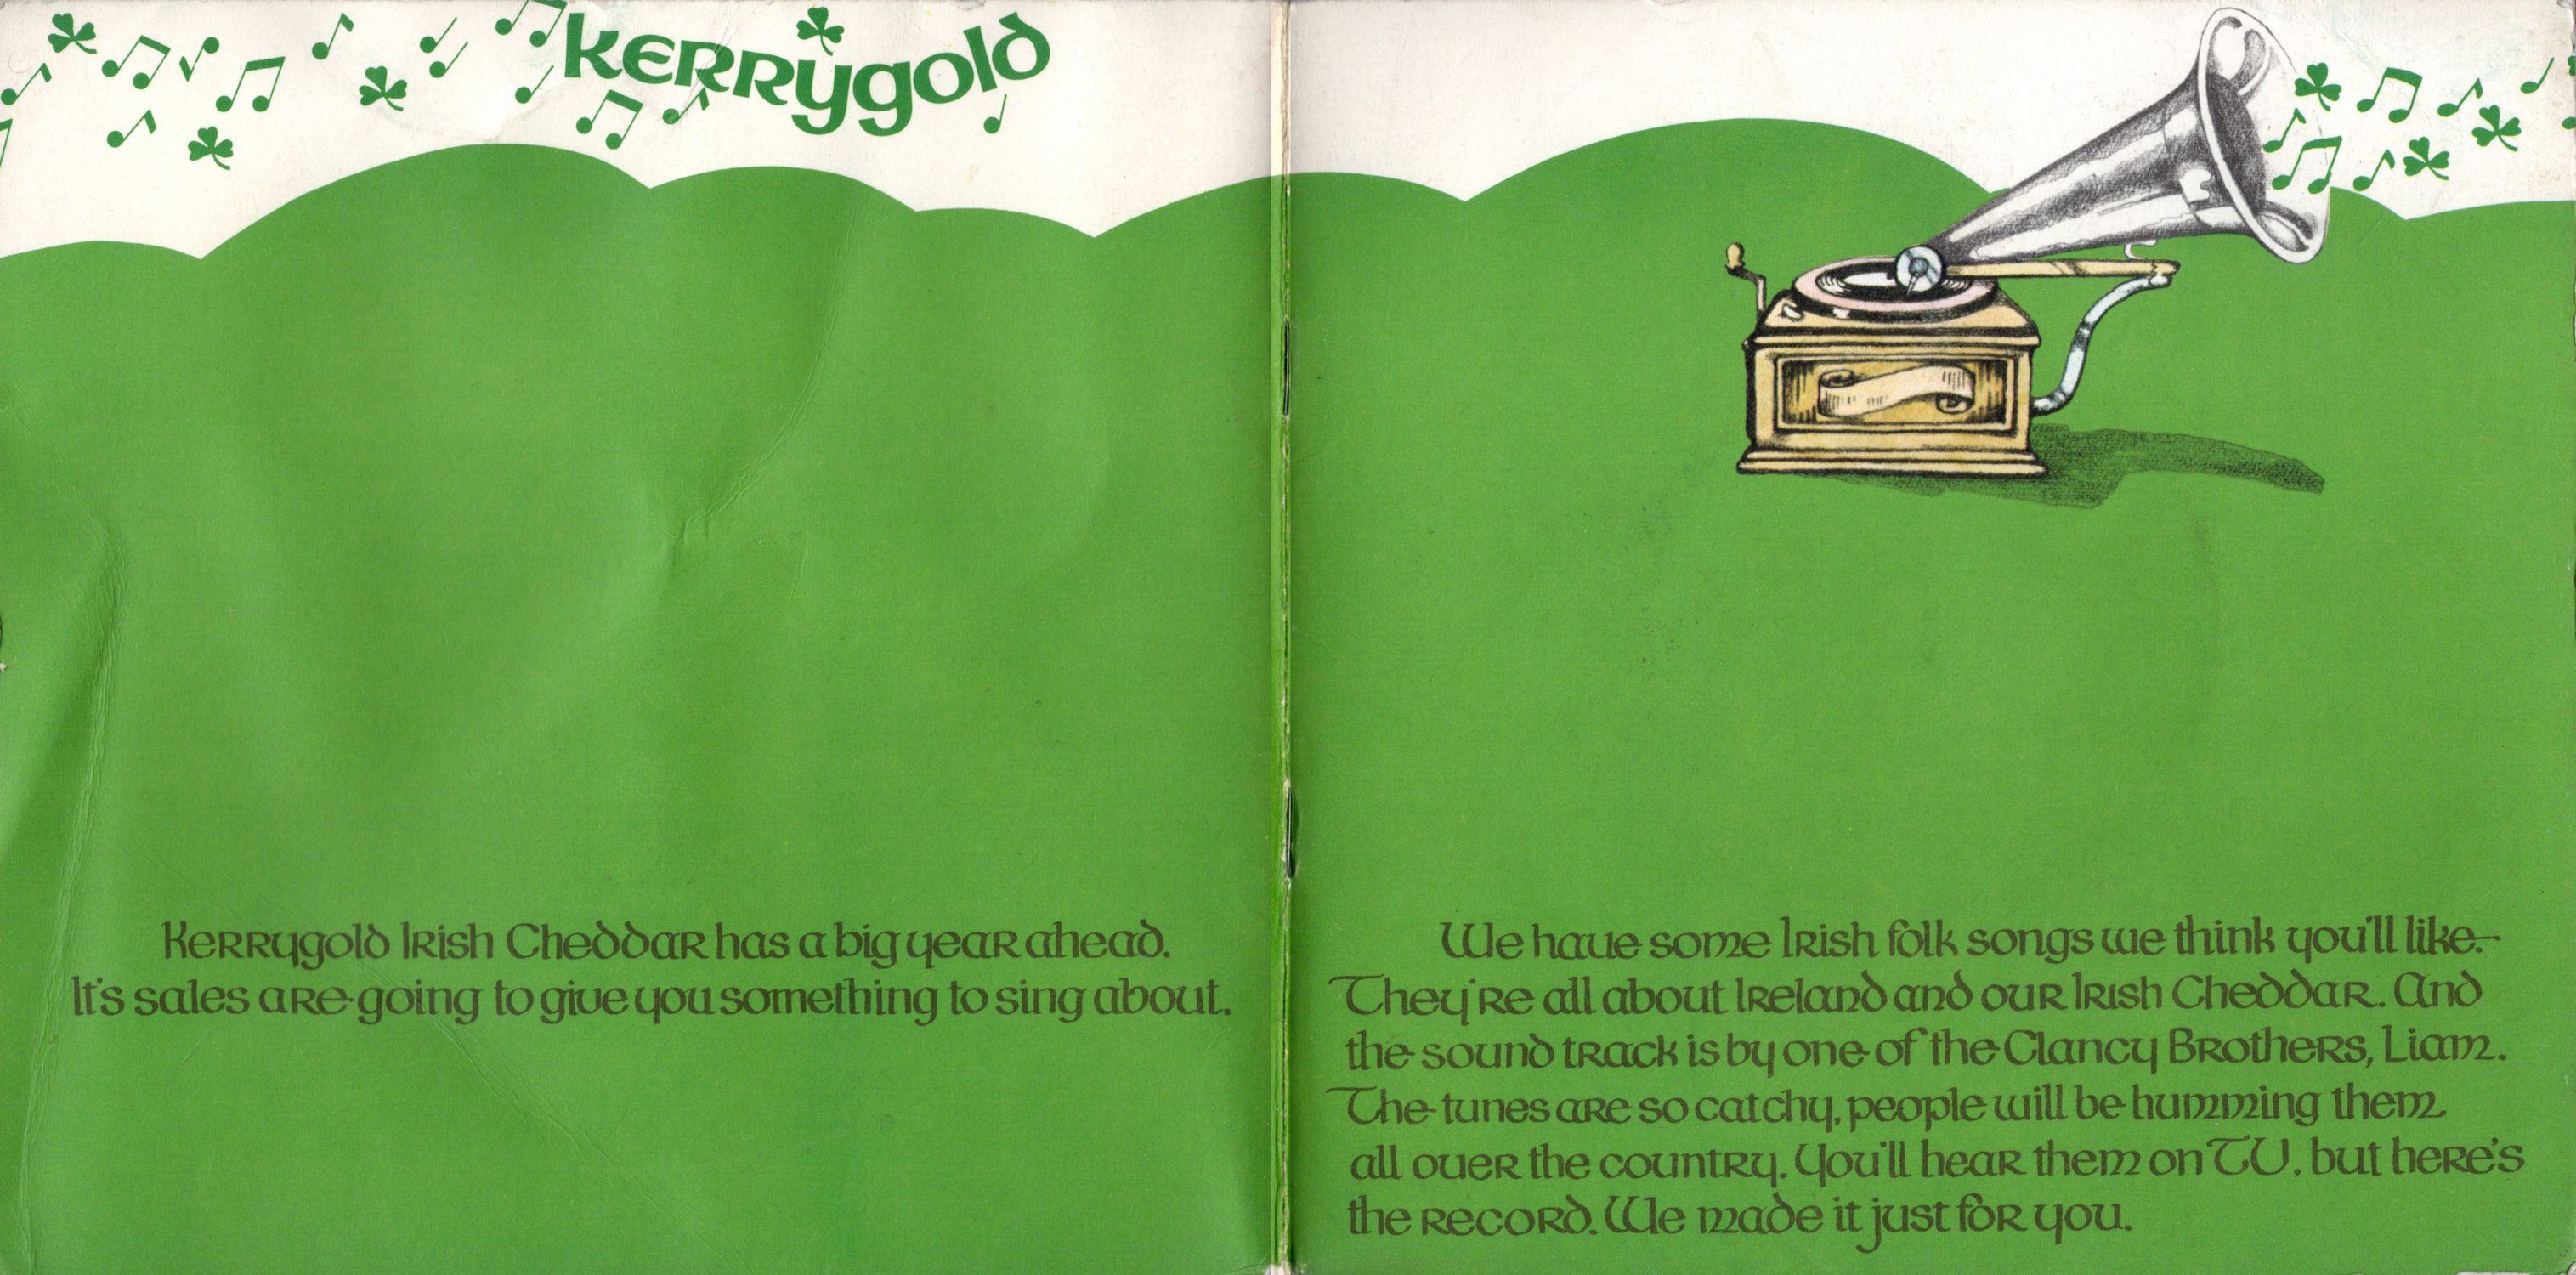 Kerrygold
Kerrygold Irish Cheddar has a big year ahead.
It's sales are going to give you something to sing about.
We have some Irish folk songs we think you'll like.
They're all about Ireland and our Irish Cheddar. And
the sound track is by one of the Clancy Brothers, Liam.
The tunes are so catchy, people will be humming them
all over the country. You'll hear them on TV, but here's
the record. We made it just for you.